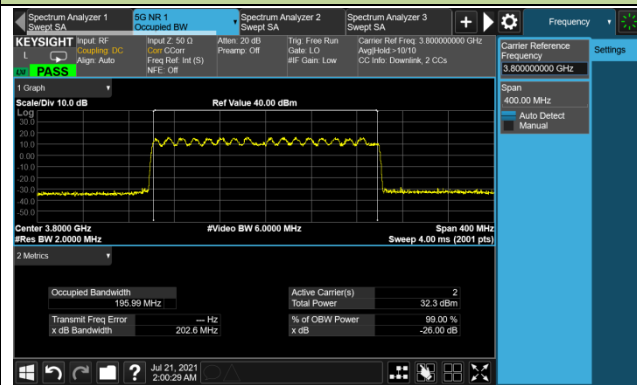 Spectrum Analyzer 1
Swept SA
5G NR 1
Occupied BW
Spectrum Analyzer 2
Swept SA
Spectrum Analyzer 3
Swept SA
Frequency
KEYSIGHT
L
PASS
Input: RF
Coupling: DC
Align: Auto
Input Z: 50 Ω
Corr CCorr
Freq Ref: Int (S)
NFE: Off
Atten: 20 dB
Preamp: Off
Trig: Free Run
Gate: LO
#IF Gain: Low
Carrier Ref Freq: 3.800000000 GHz
Avg|Hold:>10/10
CC Info: Downlink, 2 CCs
Carrier Reference
Frequency
3.800000000 GHz
Span
400.00 MHz
Auto Detect
Manual
Settings
1 Graph
Scale/Div 10.0 dB
Ref Value 40.00 dBm
Log
30.0
20.0
10.0
0.00
-10.0
-20.0
-30.0
-40.0
-50.0
Center 3.8000 GHz
#Video BW 6.0000 MHz
Span 400 MHz
#Res BW 2.0000 MHz
Sweep 4.00 ms (2001 pts)
2 Metrics
Occupied Bandwidth
195.99 MHz
Active Carrier(s) 2
Total Power 32.3 dBm
Transmit Freq Error --- Hz
x dB Bandwidth 202.6 MHz
% of OBW Power 99.00 %
x dB -26.00 dB
?
Jul 21, 2021
2:00:29 AM